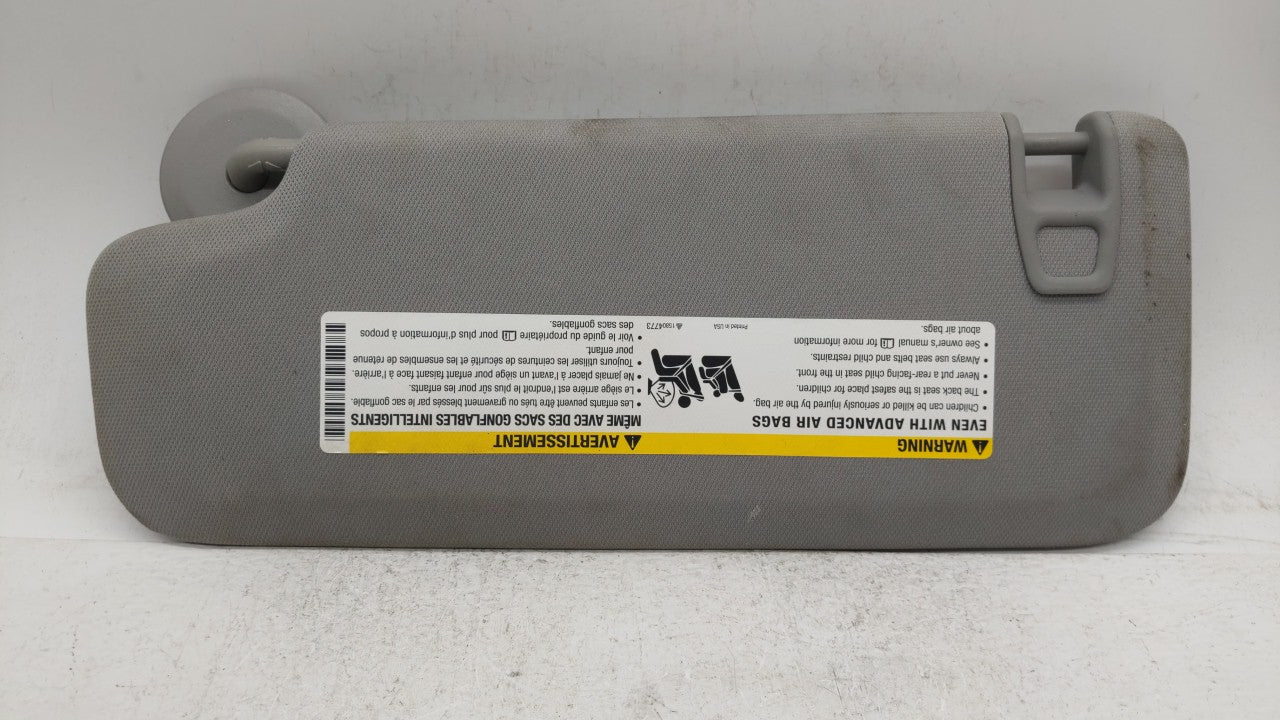 ⚠ WARNING
EVEN WITH ADVANCED AIR BAGS
• Children can be killed or seriously injured by the air bag.
• The back seat is the safest place for children.
• Never put a rear-facing child seat in the front.
• Always use seat belts and child restraints.
• See owner's manual for more information
about air bags.
Printed in USA
15804773
⚠ AVERTISSEMENT
MÊME AVEC DES SACS GONFLABLES INTELLIGENTS
• Les enfants peuvent être tués ou gravement blessés par le sac gonflable.
• Le siège arrière est l'endroit le plus sûr pour les enfants.
• Ne jamais placer à l'avant un siège pour enfant faisant face à l'arrière.
• Toujours utiliser les ceintures de sécurité et les ensembles de retenue
pour enfant.
• Voir le guide du propriétaire pour plus d'information à propos
des sacs gonflables.